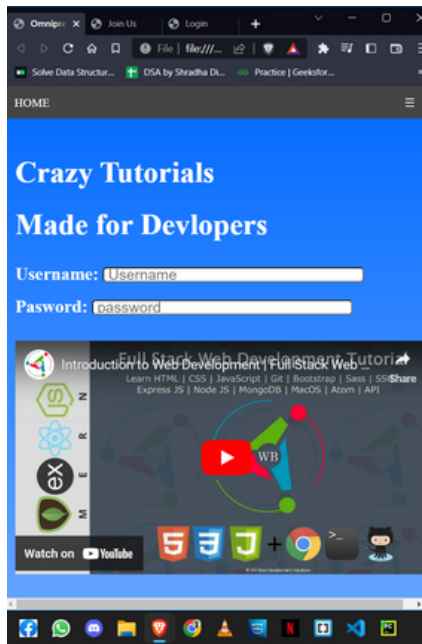 Omnipre
Join Us
Login
File
file:///...
Solve Data Structur...
DSA by Shradha Di...
Practice | Geeksfor...
HOME
Crazy Tutorials
Made for Devlopers
Username: Username
Pasword: password
Full Stack Web Development Tutorial
Introduction to Web Development | Full Stack Web ...
Share
Learn HTML | CSS | JavaScript | Git | Bootstrap | Sass |
Express JS | Node JS | MongoDB | MacOS | Atom | API
M E R N
ex
WB
Watch on YouTube